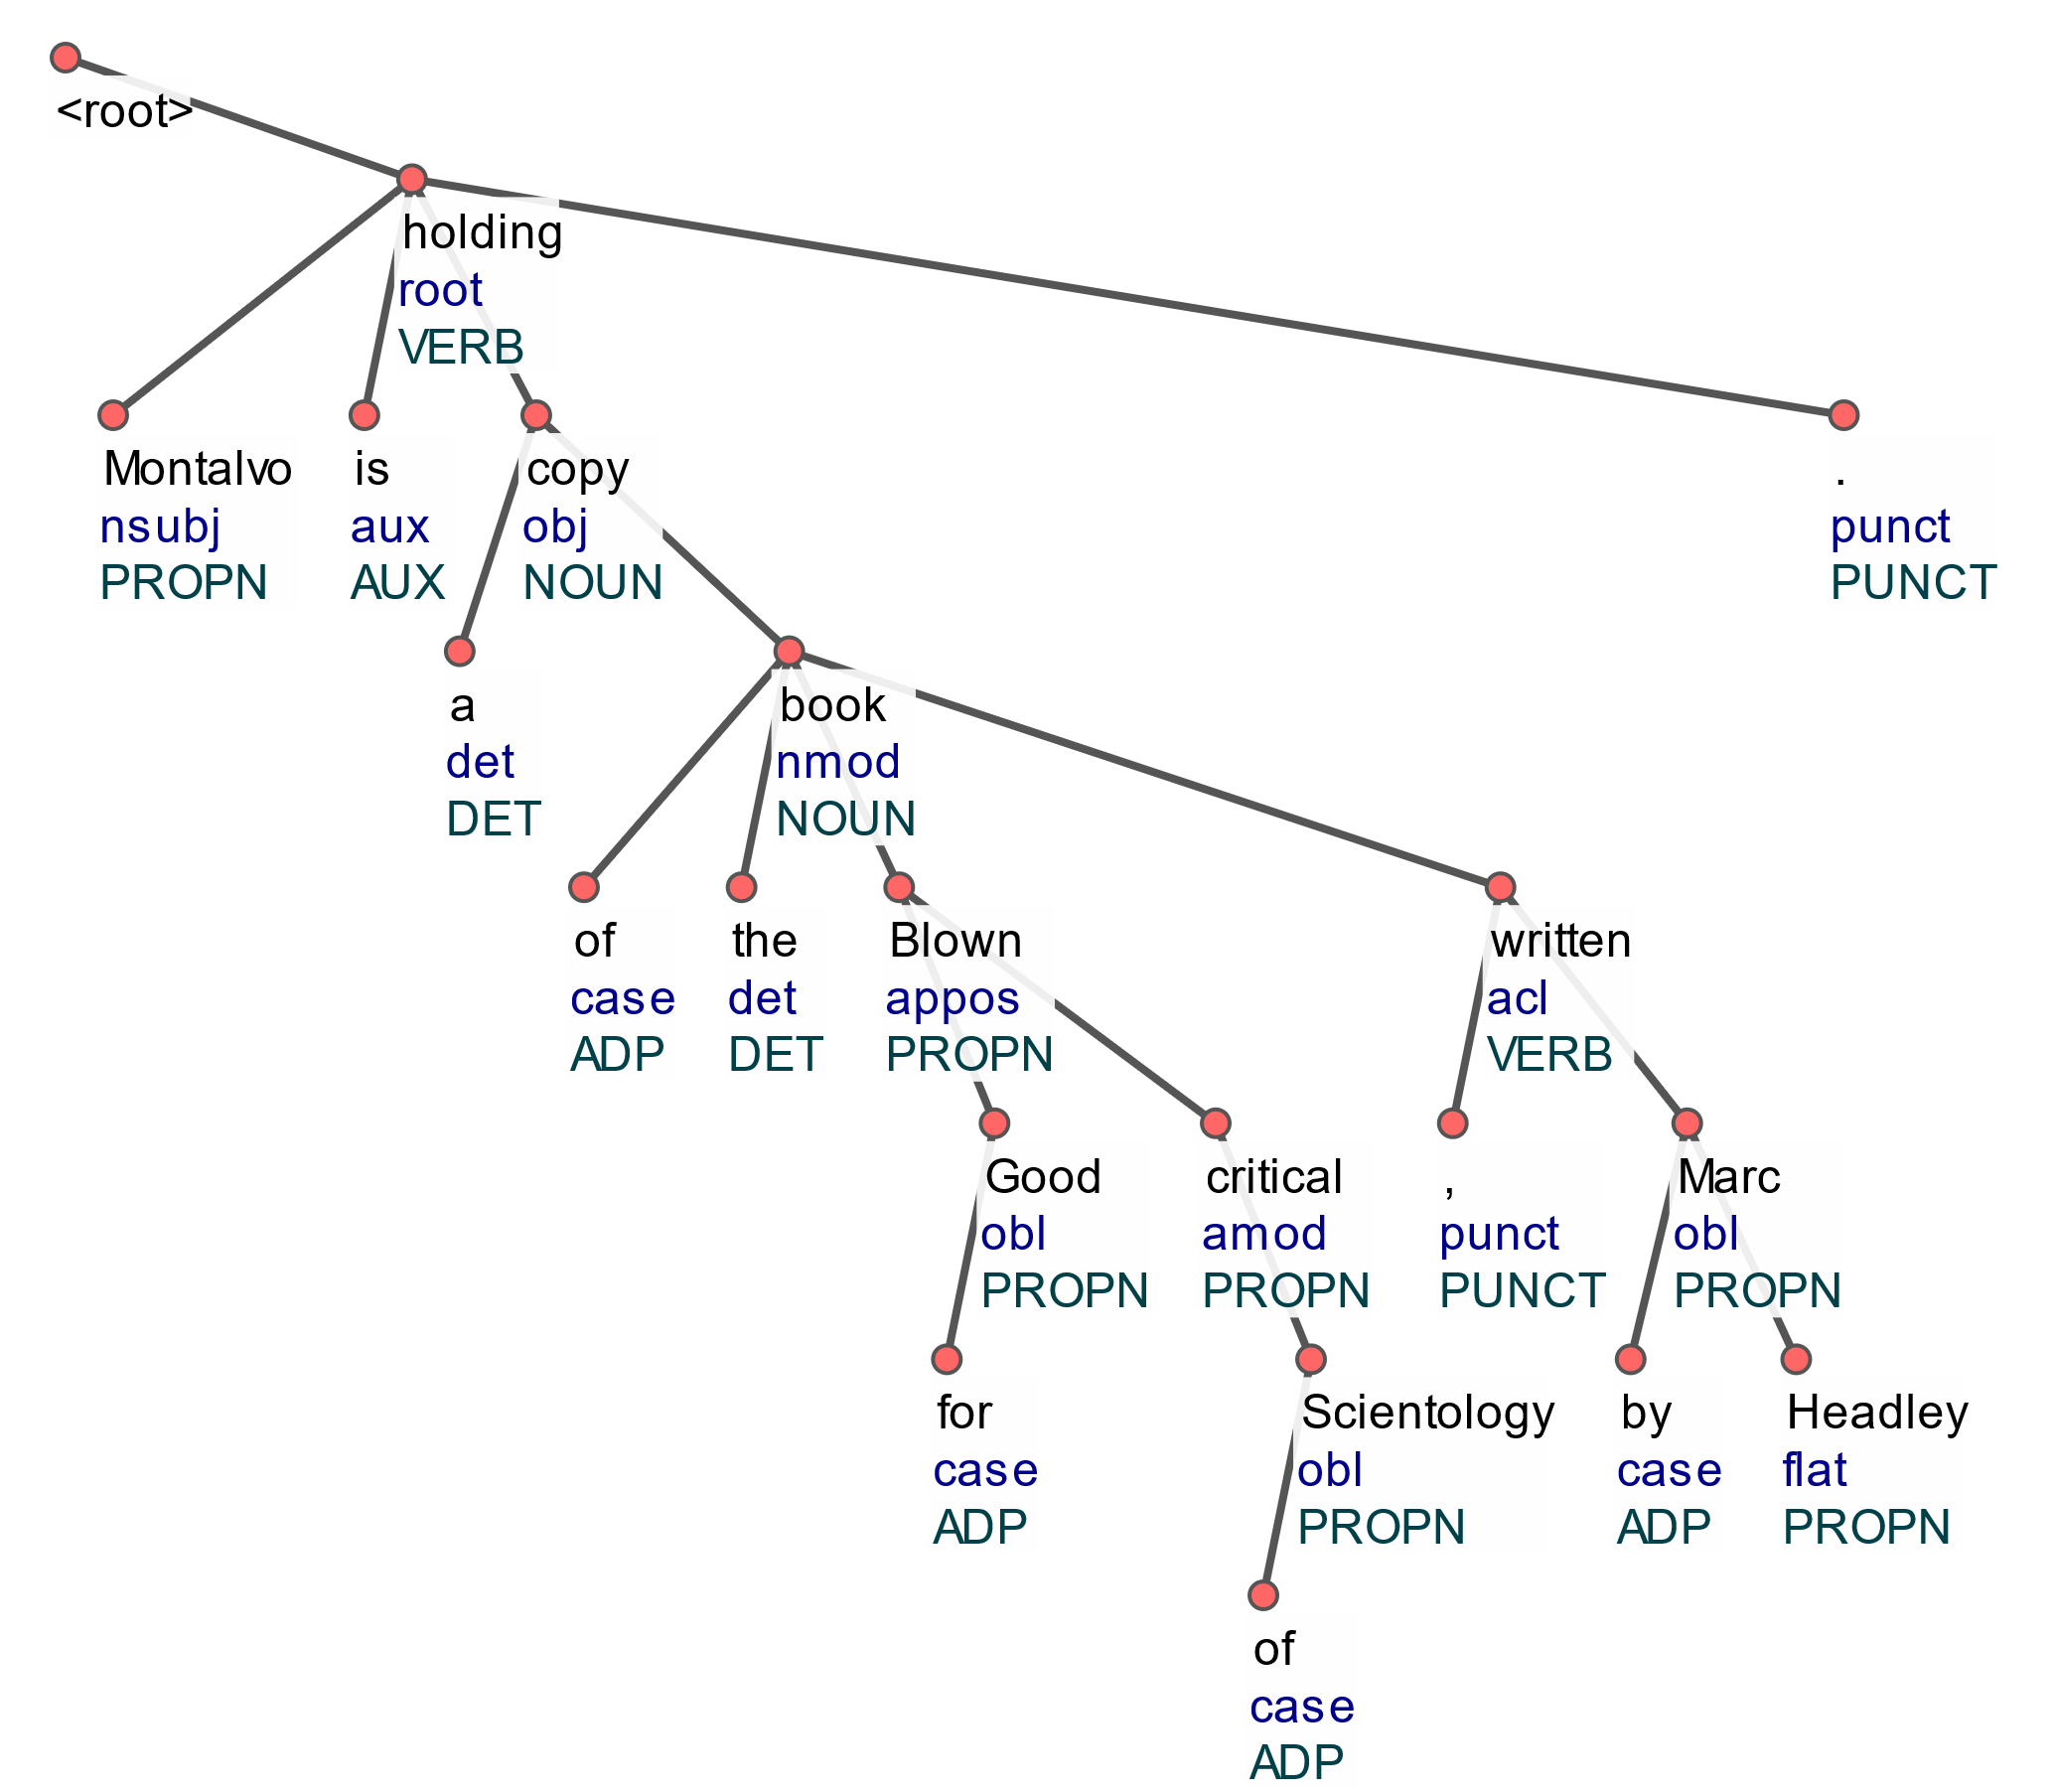 <root>
holding
root
VERB
Montalvo is copy .
nsubj aux obj punct
PROPN AUX NOUN PUNCT
a book
det nmod
DET NOUN
of the Blown written
case det appos acl
ADP DET PROPN VERB
Good critical , Marc
obl amod punct obl
PROPN PROPN PUNCT PROPN
for Scientology by Headley
case obl case flat
ADP PROPN ADP PROPN
of
case
ADP